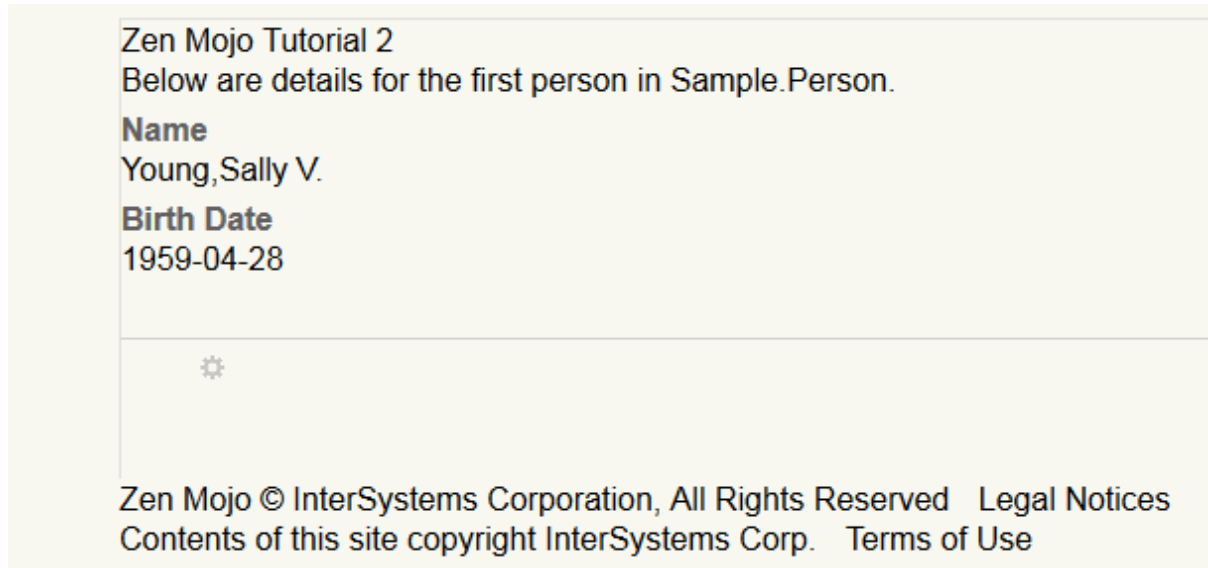 Zen Mojo Tutorial 2
Below are details for the first person in Sample.Person.
Name
Young,Sally V.
Birth Date
1959-04-28
Zen Mojo © InterSystems Corporation, All Rights Reserved Legal Notices
Contents of this site copyright InterSystems Corp. Terms of Use